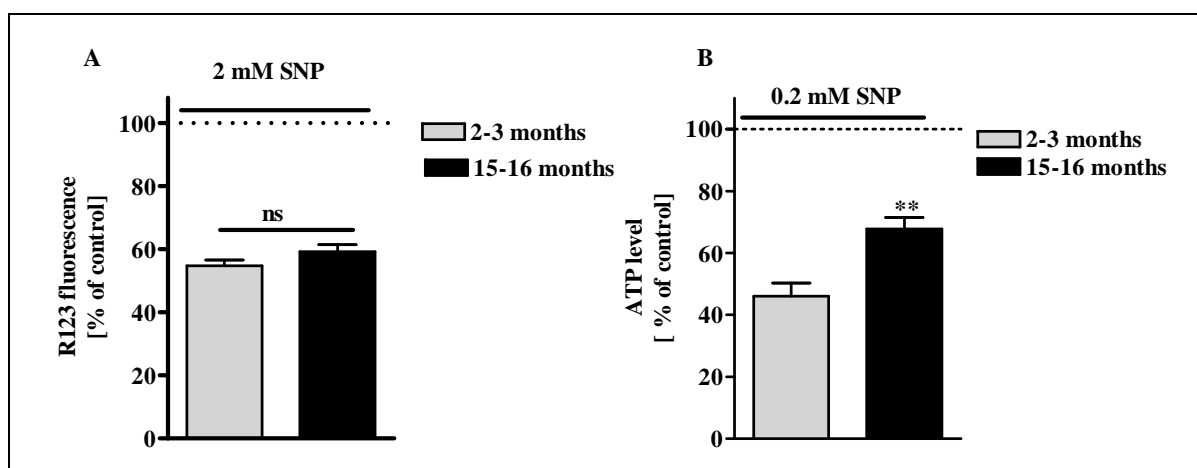 A
2 mM SNP
R123 fluorescence
[% of control]
100
80
60
40
20
0
ns
2-3 months
15-16 months
B
0.2 mM SNP
ATP level
[ % of control]
100
80
60
40
20
0
**
2-3 months
15-16 months